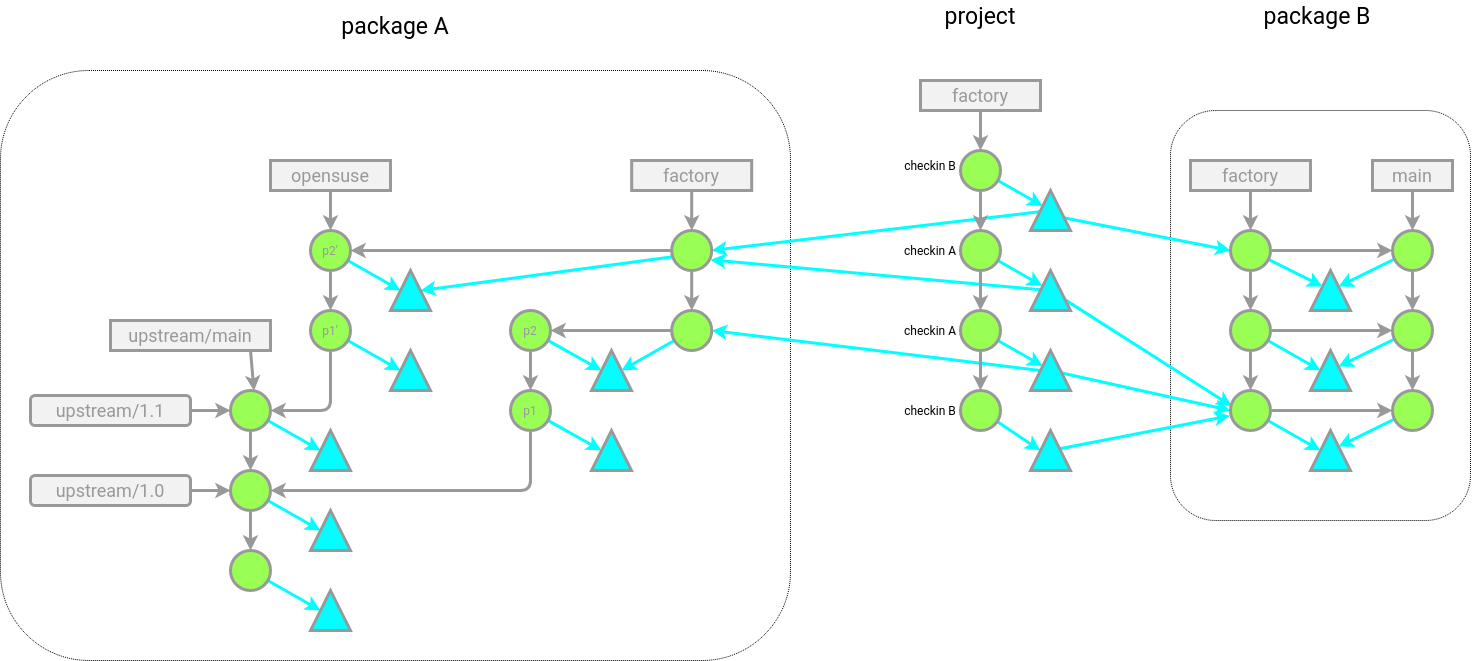 package A
project
package B
factory
checkin B
opensuse
factory
factory
main
p2'
checkin A
upstream/main
p1'
p2
checkin A
upstream/1.1
p1
checkin B
upstream/1.0